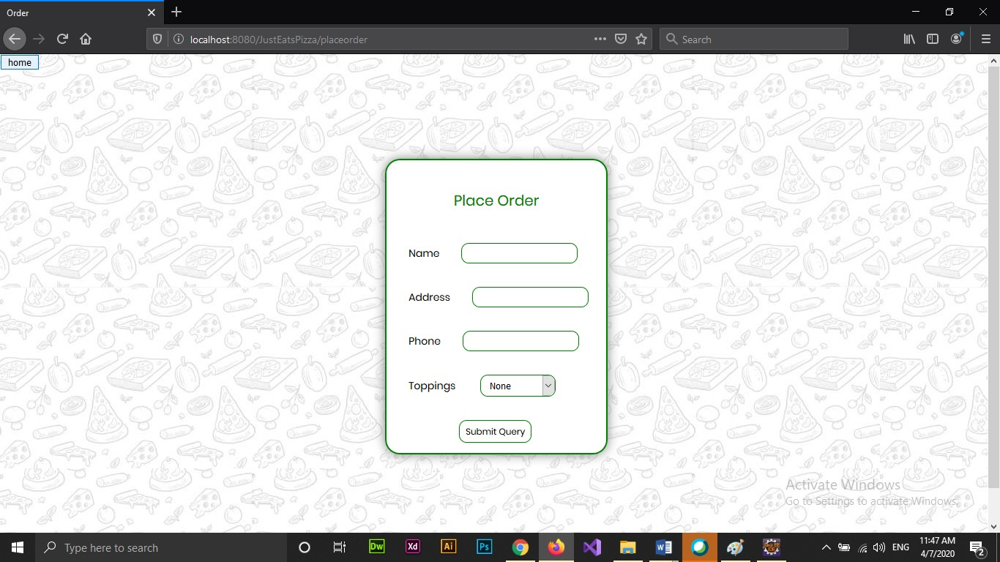 Order
localhost:8080/JustEatsPizza/placeorder
Search
home
Place Order
Name
Address
Phone
Toppings
None
Submit Query
Activate Windows
Go to Settings to activate Windows.
Type here to search
Dw
Xd
Ai
Ps
ENG
11:47 AM
4/7/2020
2